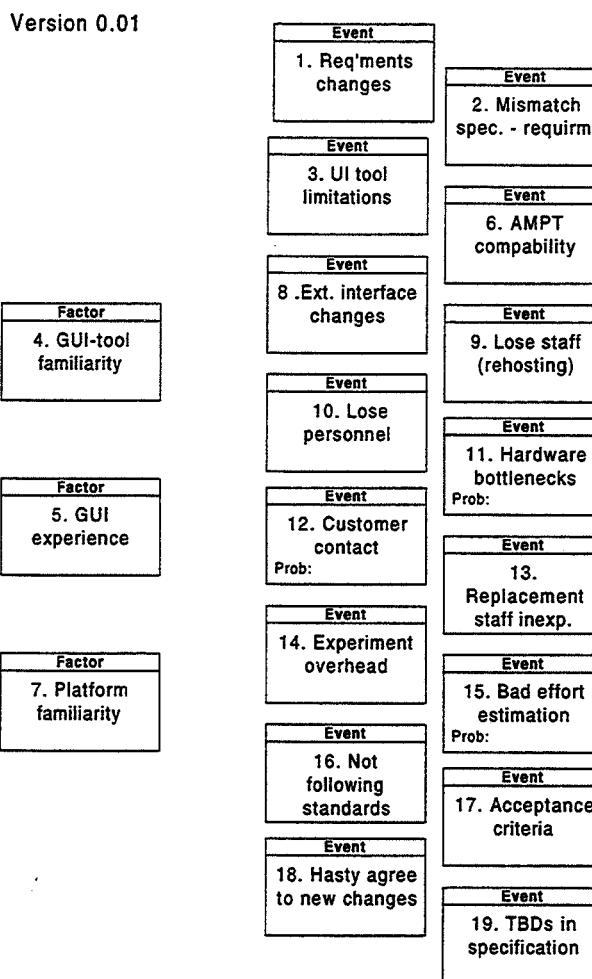 Version 0.01
Event
1. Req'ments
changes
Event
2. Mismatch
spec. - requirm
Event
3. UI tool
limitations
Event
6. AMPT
compability
Event
8 .Ext. interface
changes
Factor
4. GUI-tool
familiarity
Event
9. Lose staff
(rehosting)
Event
10. Lose
personnel
Event
11. Hardware
bottlenecks
Prob:
Factor
5. GUI
experience
Event
12. Customer
contact
Prob:
Event
13.
Replacement
staff inexp.
Event
14. Experiment
overhead
Factor
7. Platform
familiarity
Event
15. Bad effort
estimation
Prob:
Event
16. Not
following
standards
Event
17. Acceptance
criteria
Event
18. Hasty agree
to new changes
Event
19. TBDs in
specification